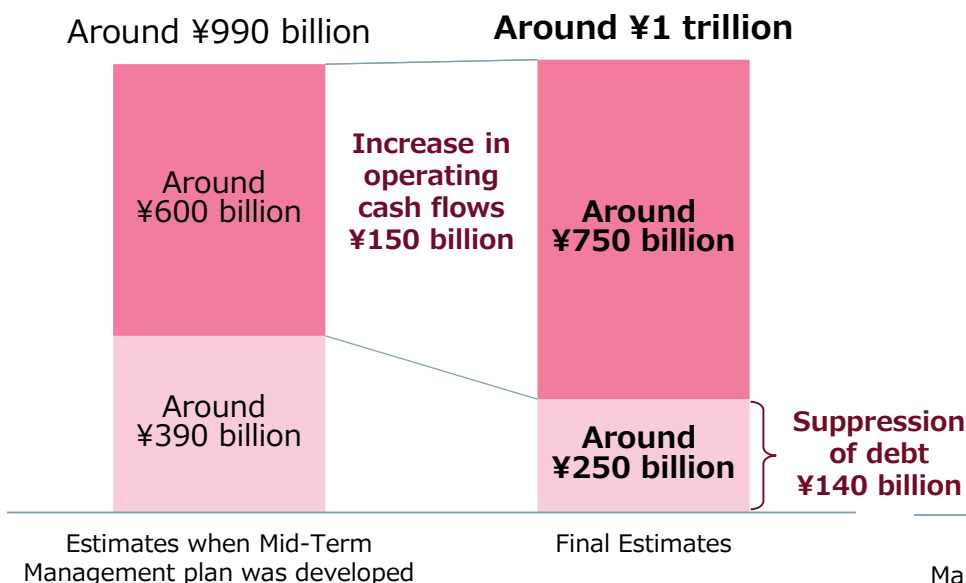 Around ¥990 billion
Around ¥1 trillion
Around
¥600 billion
Increase in
operating
cash flows
¥150 billion
Around
¥750 billion
Around
¥390 billion
Around
¥250 billion
Suppression
of debt
¥140 billion
Estimates when Mid-Term
Management plan was developed
Final Estimates
Ma